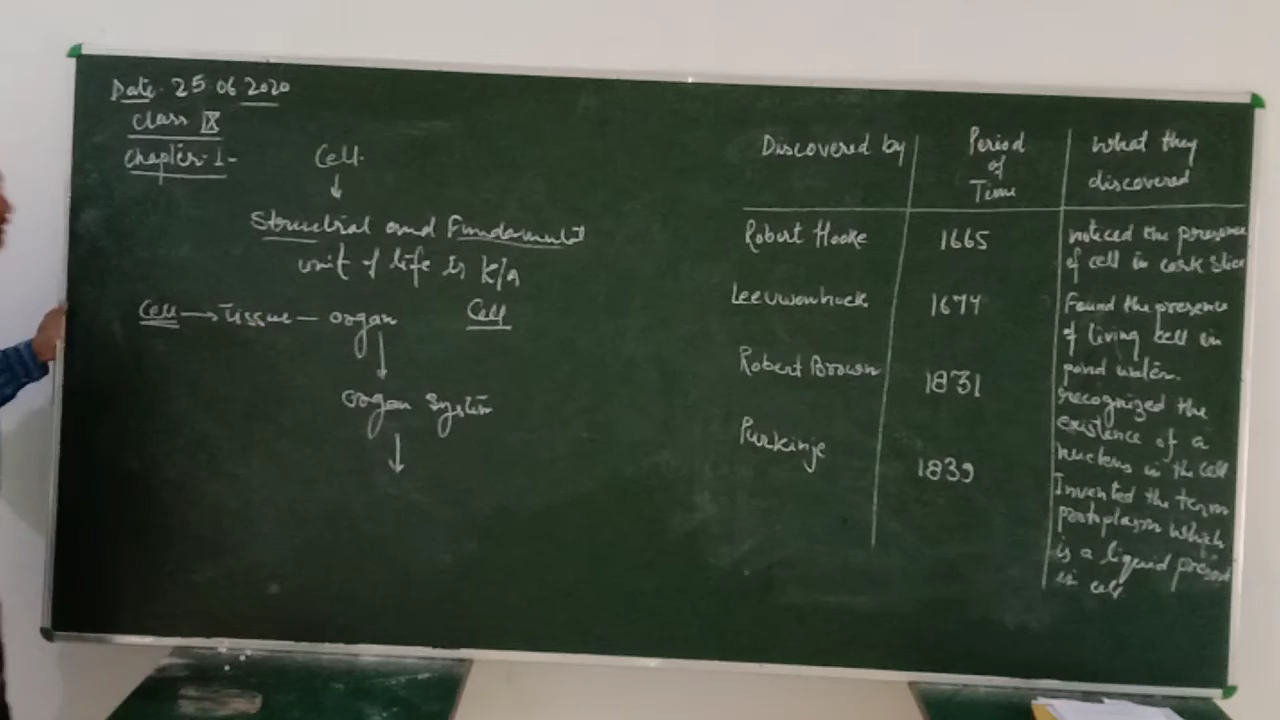 Date. 25.06.2020
Class IX
Chapter. I-
Cell.
Structrial and Fundamental
unit of life is k/a
Cell
Cell → Tissue — organ
organ system
Discovered by
Period of Time
What they discovered
Robert Hooke
1665
noticed the presence
of cell in cork slice
Leeuwenhoek
1674
Found the presence
of living cell in
pond water.
Robert Brown
1831
recognized the
existence of a
nucleus in the cell
Purkinje
1839
Invented the term
protoplasm which
is a liquid present
in cell.